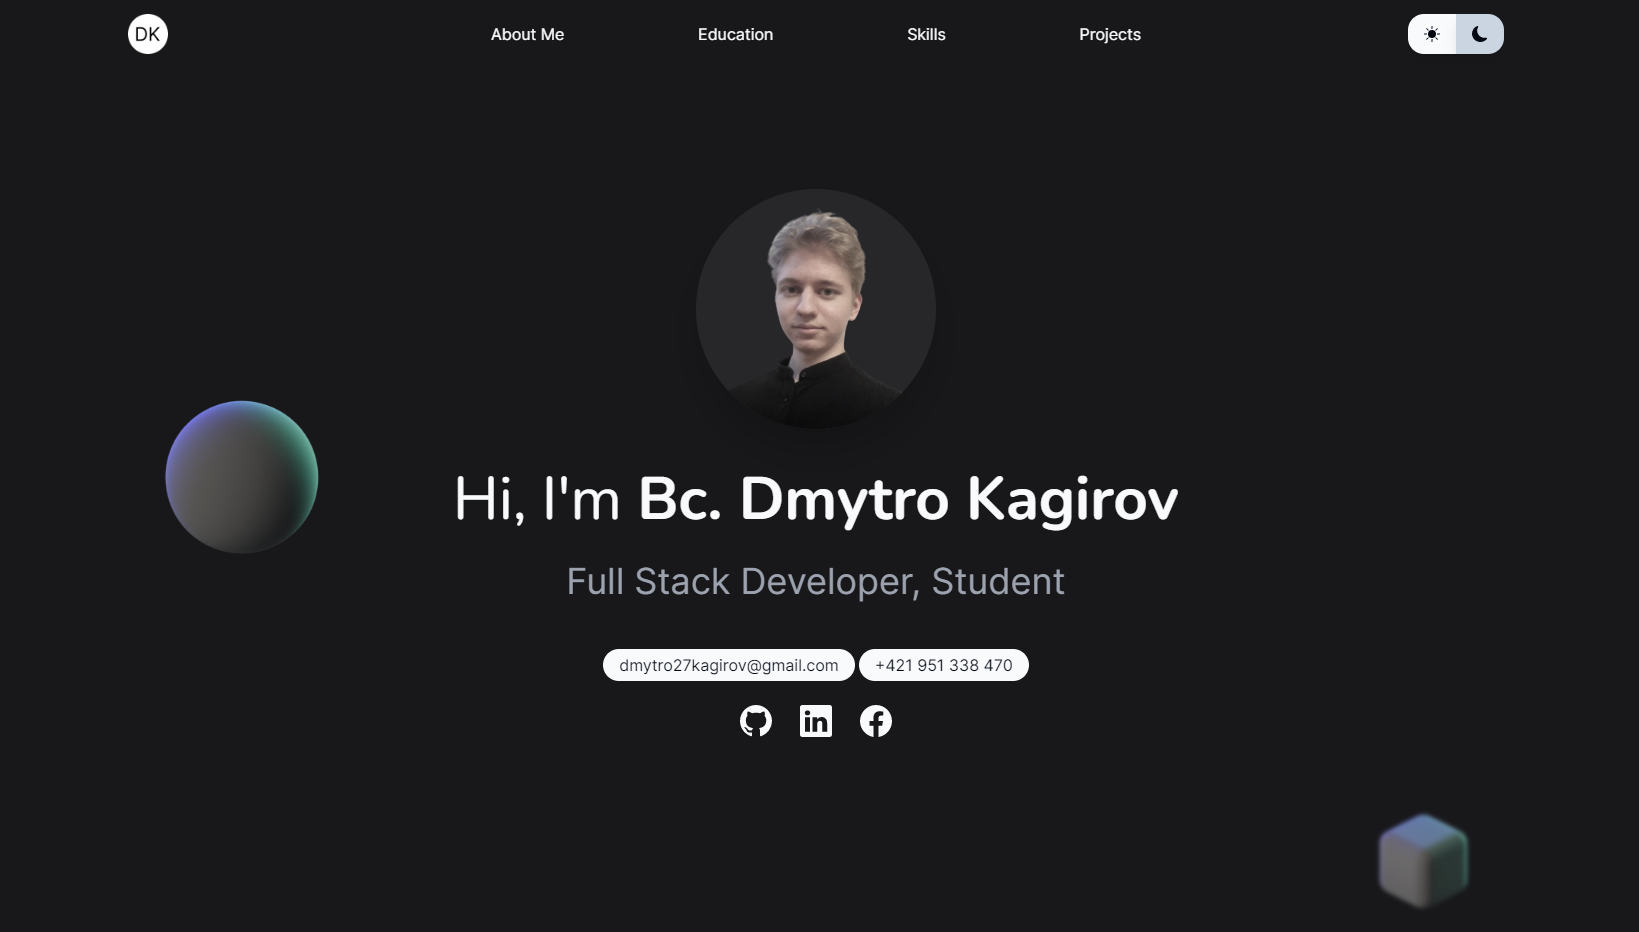 DK
About Me
Education
Skills
Projects
Hi, I'm Bc. Dmytro Kagirov
Full Stack Developer, Student
dmytro27kagirov@gmail.com
+421 951 338 470
in